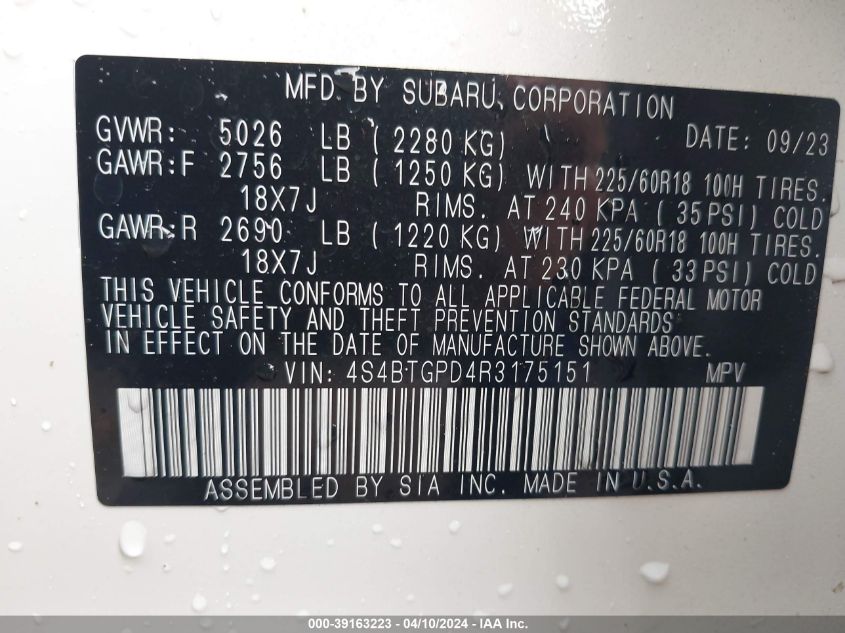 MFD. BY SUBARU CORPORATION
GVWR: 5026 LB ( 2280 KG) DATE: 09/23
GAWR:F 2756 LB ( 1250 KG) WITH 225/60R18 100H TIRES.
18X7J RIMS. AT 240 KPA ( 35 PSI) COLD
GAWR:R 2690 LB ( 1220 KG) WITH 225/60R18 100H TIRES.
18X7J RIMS. AT 230 KPA ( 33 PSI) COLD
THIS VEHICLE CONFORMS TO ALL APPLICABLE FEDERAL MOTOR
VEHICLE SAFETY AND THEFT PREVENTION STANDARDS
IN EFFECT ON THE DATE OF MANUFACTURE SHOWN ABOVE.
VIN: 4S4BTGPD4R3175151 MPV
ASSEMBLED BY SIA INC. MADE IN U.S.A.
000-39163223 - 04/10/2024 - IAA Inc.